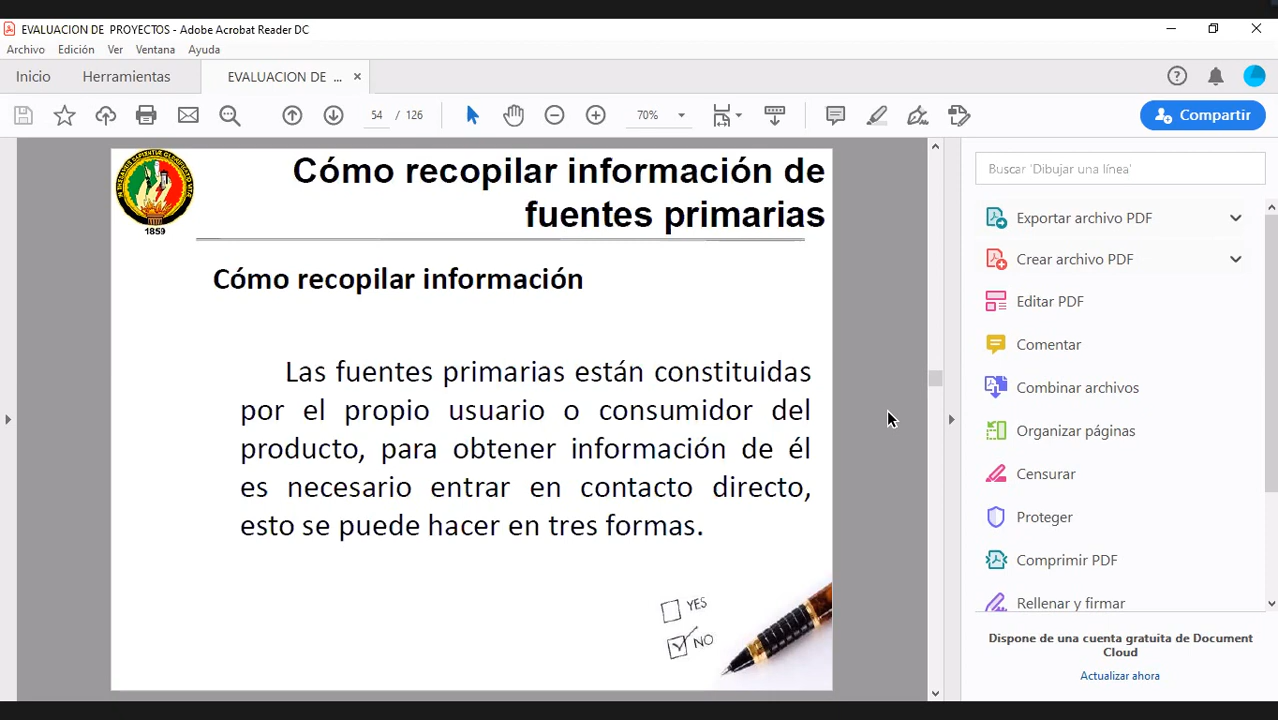 EVALUACION DE PROYECTOS - Adobe Acrobat Reader DC
Archivo Edición Ver Ventana Ayuda
Inicio Herramientas EVALUACION DE ... ×
54 / 126 70% Compartir
Cómo recopilar información de
fuentes primarias
1859
Cómo recopilar información
Las fuentes primarias están constituidas
por el propio usuario o consumidor del
producto, para obtener información de él
es necesario entrar en contacto directo,
esto se puede hacer en tres formas.
YES
NO
Buscar 'Dibujar una línea'
Exportar archivo PDF
Crear archivo PDF
Editar PDF
Comentar
Combinar archivos
Organizar páginas
Censurar
Proteger
Comprimir PDF
Rellenar y firmar
Dispone de una cuenta gratuita de Document
Cloud
Actualizar ahora